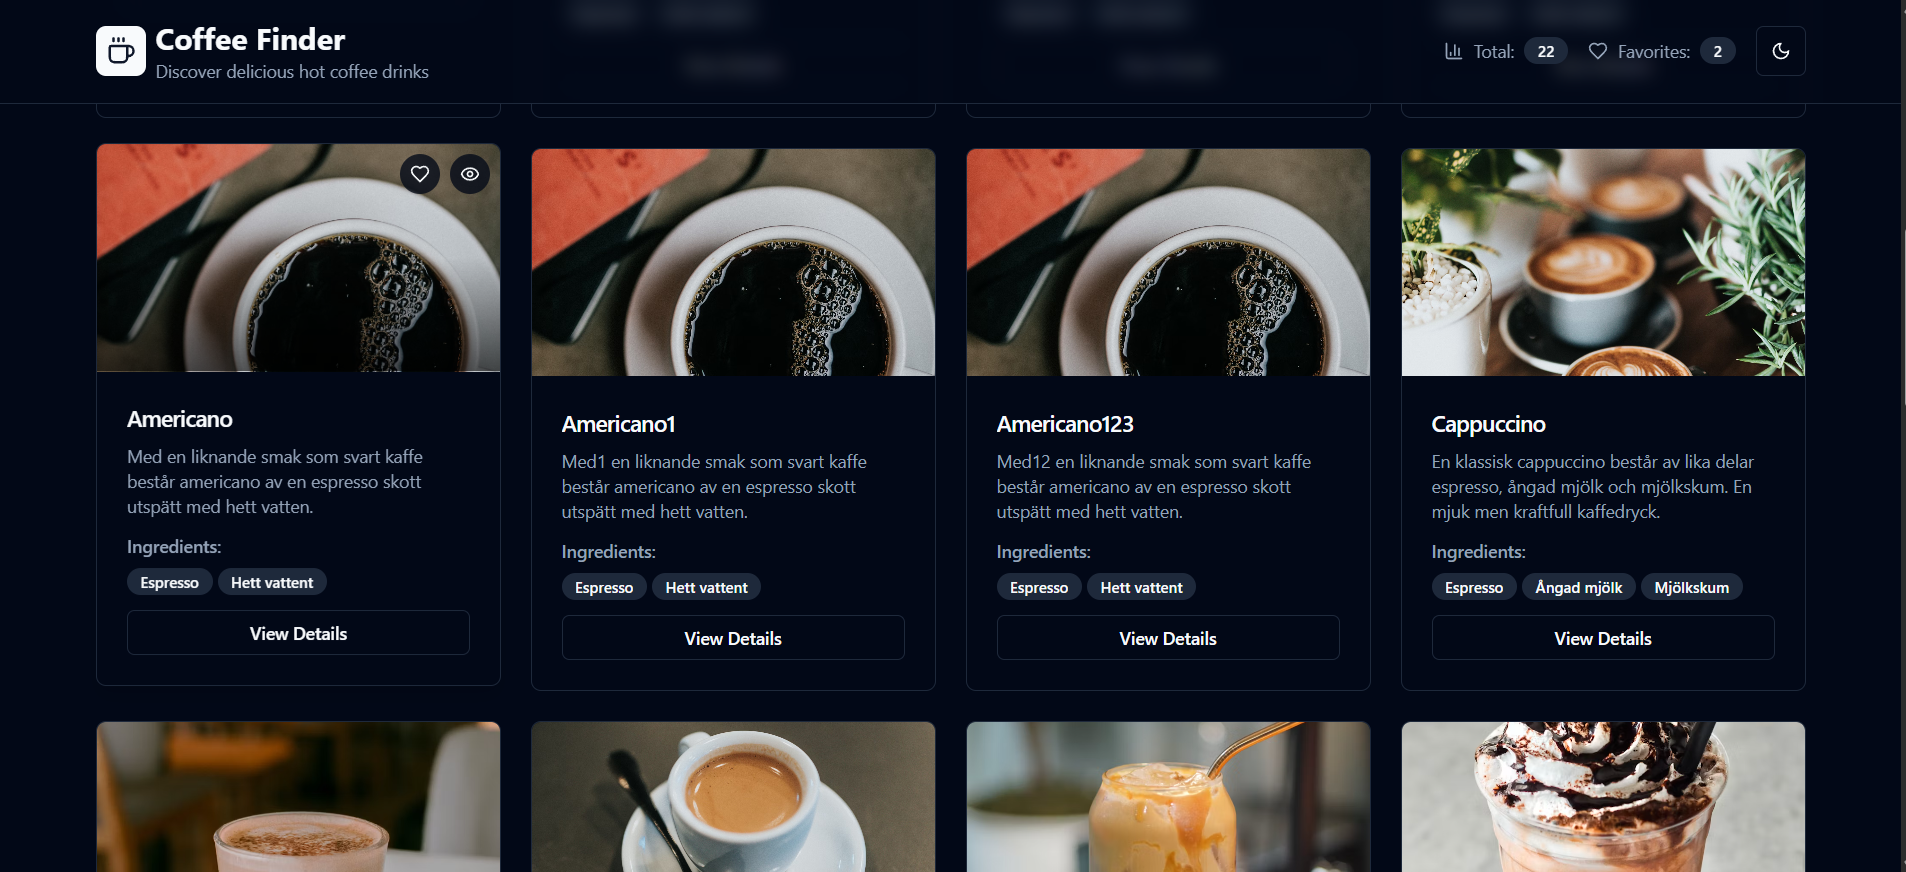 Coffee Finder
Discover delicious hot coffee drinks
Total: 22
Favorites: 2
Americano
Med en liknande smak som svart kaffe
består americano av en espresso skott
utspätt med hett vatten.
Ingredients:
Espresso Hett vattent
View Details
Americano1
Med1 en liknande smak som svart kaffe
består americano av en espresso skott
utspätt med hett vatten.
Ingredients:
Espresso Hett vattent
View Details
Americano123
Med12 en liknande smak som svart kaffe
består americano av en espresso skott
utspätt med hett vatten.
Ingredients:
Espresso Hett vattent
View Details
Cappuccino
En klassisk cappuccino består av lika delar
espresso, ångad mjölk och mjölkskum. En
mjuk men kraftfull kaffedryck.
Ingredients:
Espresso Ångad mjölk Mjölkskum
View Details